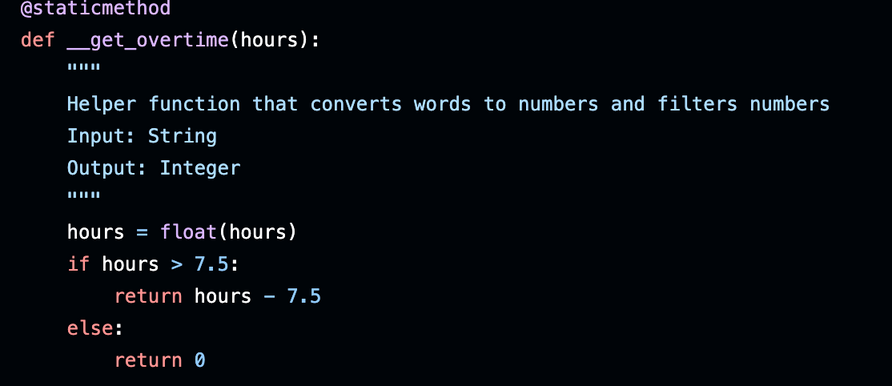 @staticmethod
def __get_overtime(hours):
    """
    Helper function that converts words to numbers and filters numbers
    Input: String
    Output: Integer
    """
    hours = float(hours)
    if hours > 7.5:
        return hours - 7.5
    else:
        return 0